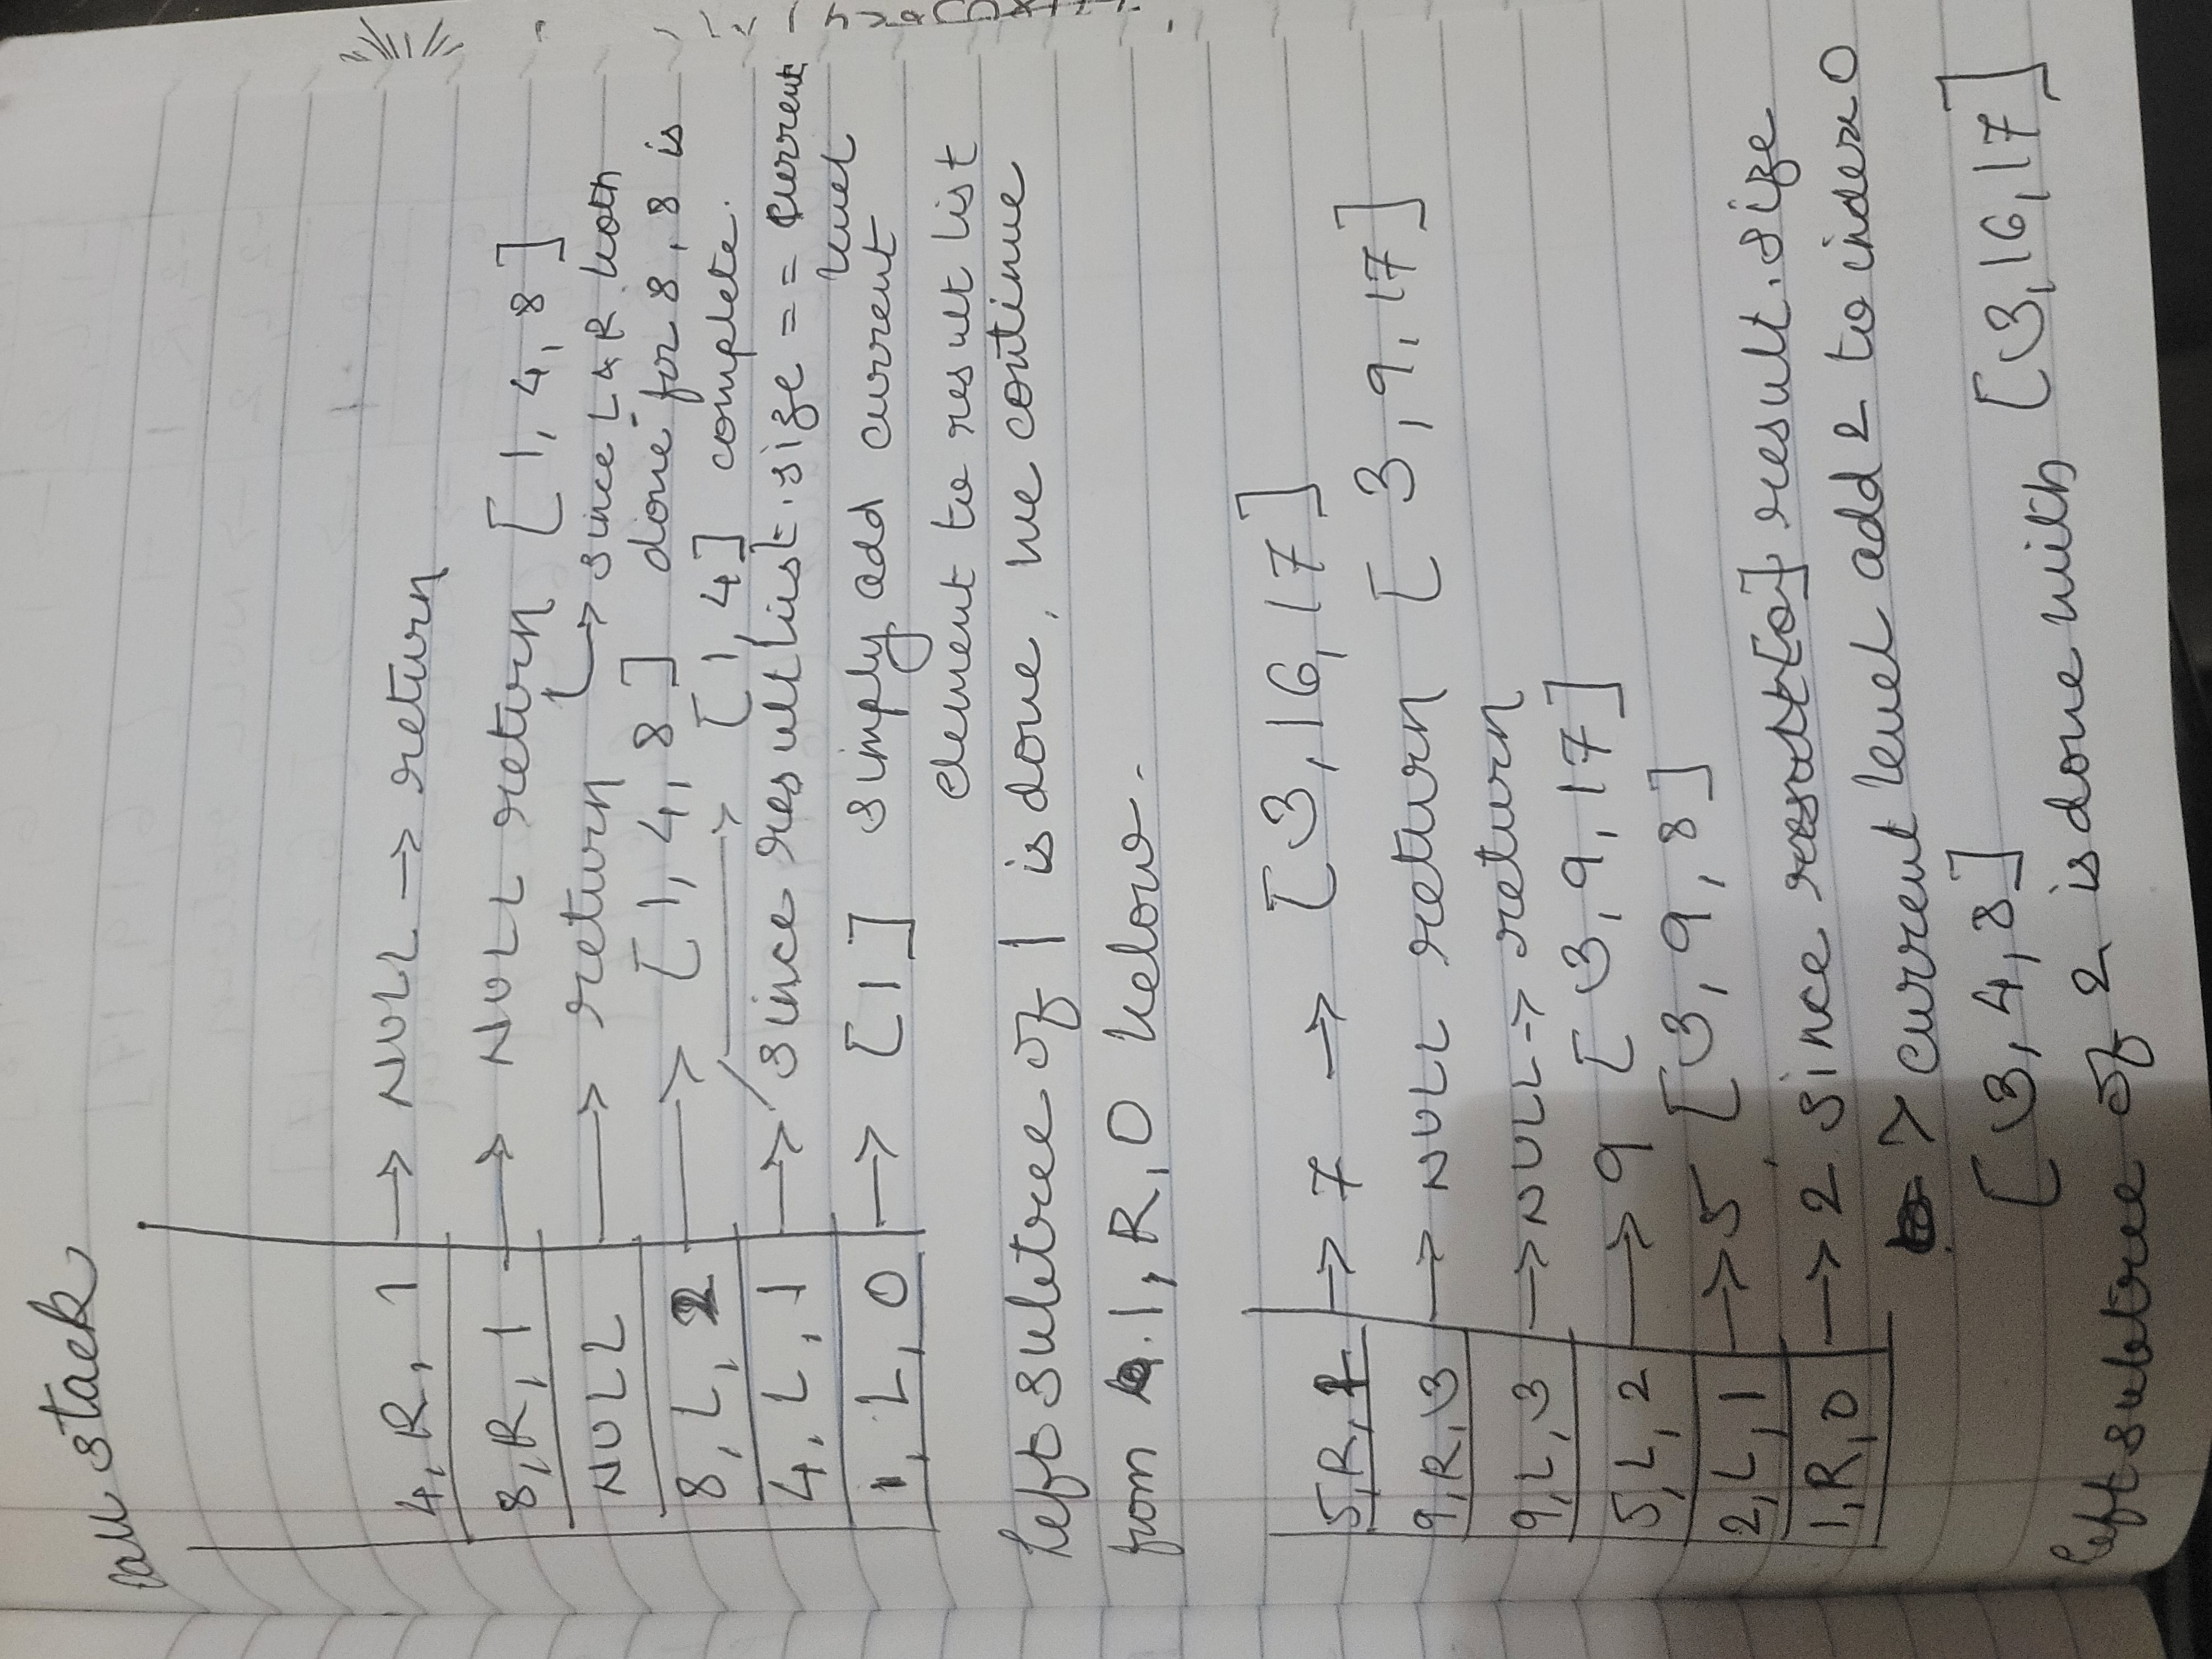 call stack
4, R, 1 → NULL → return
8, R, 1 → NULL return [1, 4, 8]
NULL → return ↳ since L & R both
8, L, 2 → [1, 4, 8] done for 8, 8 is
→ [1, 4] complete.
4, L, 1 → since result list.size == current
level
1, L, 0 → [1] simply add current
element to result list
Left subtree of 1 is done, we continue
from 1, R, 0 below.
5, R, 1 → 7 → [3, 16, 17]
9, R, 3 → NULL return [3, 9, 17]
9, L, 3 → NULL → return
5, L, 2 → 9 [3, 9, 17]
2, L, 1 → 5, [3, 9, 8]
1, R, 0 → 2 since result[0] result.size
> current level add 2 to index 0
[3, 4, 8]
Left subtree of 2 is done with [3, 16, 17]